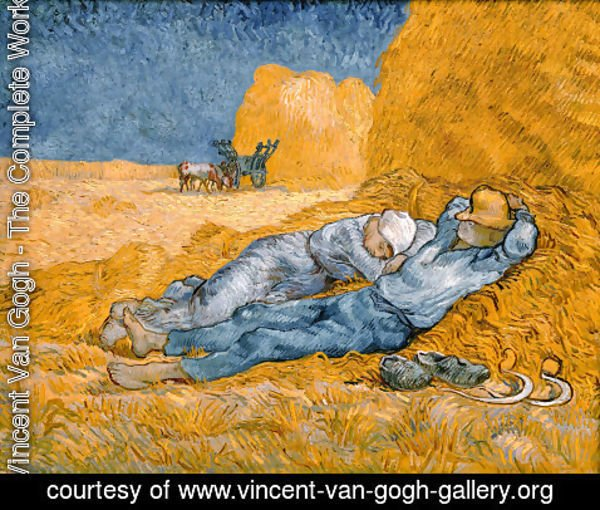 Vincent Van Gogh - The Complete Work
courtesy of www.vincent-van-gogh-gallery.org